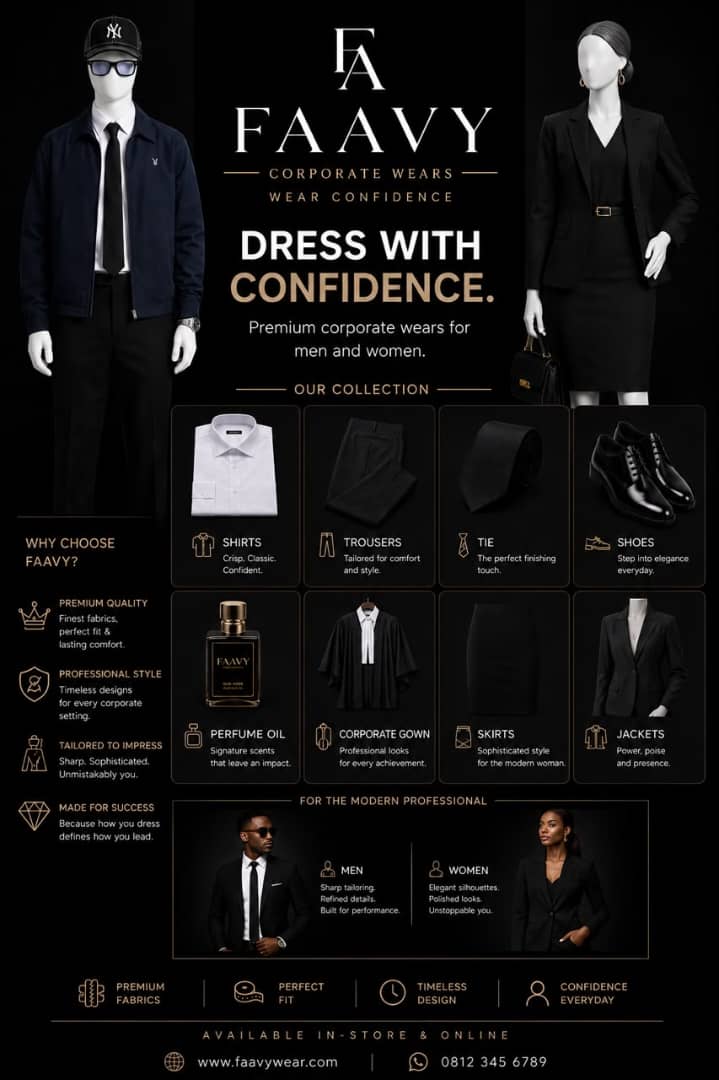 NY
FA
FAAVY
CORPORATE WEARS
WEAR CONFIDENCE
DRESS WITH
CONFIDENCE.
Premium corporate wears for
men and women.
OUR COLLECTION
SHIRTS
Crisp. Classic.
Confident.
TROUSERS
Tailored for comfort
and style.
TIE
The perfect finishing
touch.
SHOES
Step into elegance
everyday.
WHY CHOOSE
FAAVY?
PREMIUM QUALITY
Finest fabrics,
perfect fit &
lasting comfort.
PROFESSIONAL STYLE
Timeless designs
for every corporate
setting.
TAILORED TO IMPRESS
Sharp. Sophisticated.
Unmistakably you.
MADE FOR SUCCESS
Because how you dress
defines how you lead.
FAAVY
PERFUME OIL
Signature scents
that leave an impact.
CORPORATE GOWN
Professional looks
for every achievement.
SKIRTS
Sophisticated style
for the modern woman.
JACKETS
Power, poise
and presence.
FOR THE MODERN PROFESSIONAL
MEN
Sharp tailoring.
Refined details.
Built for performance.
WOMEN
Elegant silhouettes.
Polished looks.
Unstoppable you.
PREMIUM
FABRICS
PERFECT
FIT
TIMELESS
DESIGN
CONFIDENCE
EVERYDAY
AVAILABLE IN-STORE & ONLINE
www.faavywear.com
0812 345 6789